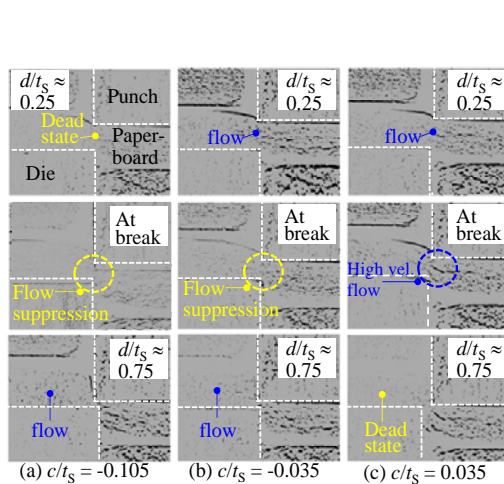 d/tS ≈
0.25
Punch
Dead
state
Paper-
board
Die
d/tS ≈
0.25
flow
d/tS ≈
0.25
flow
At
break
Flow
suppression
At
break
Flow
suppression
At
break
High vel.
flow
d/tS ≈
0.75
flow
d/tS ≈
0.75
flow
d/tS ≈
0.75
Dead
state
(a) c/tS = -0.105 (b) c/tS = -0.035 (c) c/tS = 0.035